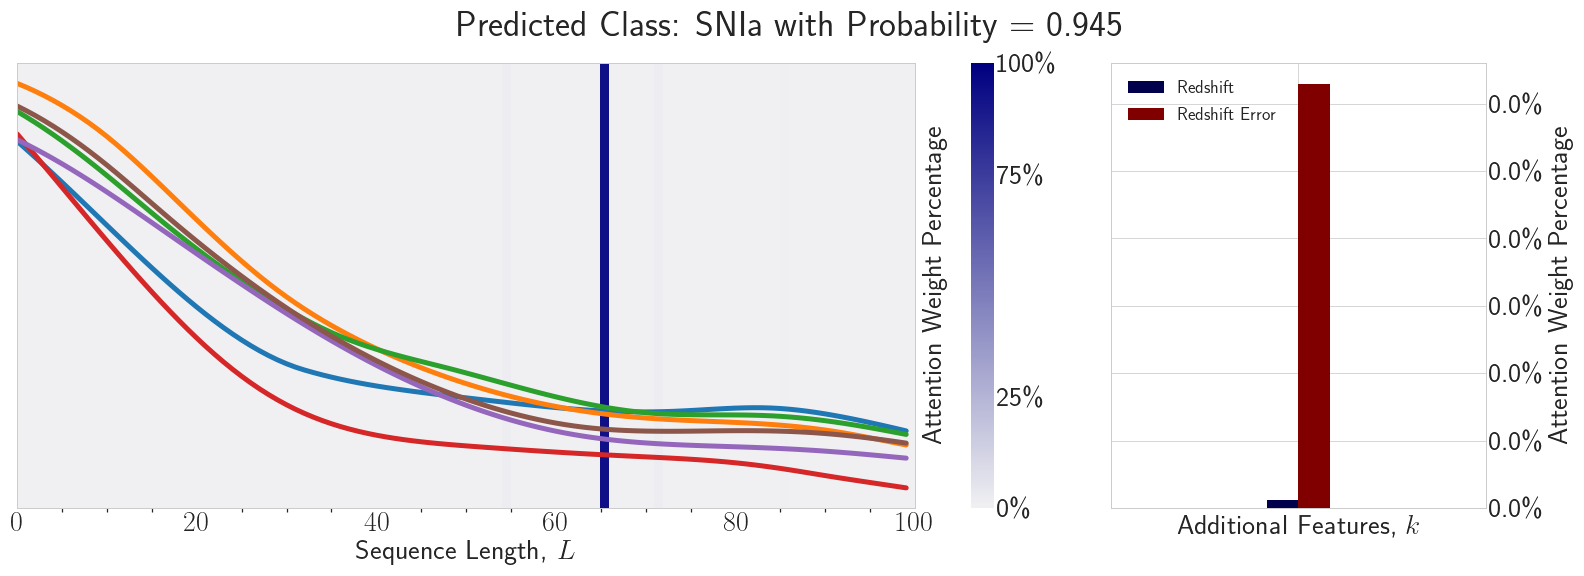 Predicted Class: SNIa with Probability = 0.945
0
20
40
60
80
100
Sequence Length, L
Attention Weight Percentage
100%
75%
25%
0%
Redshift
Redshift Error
0.0%
0.0%
0.0%
0.0%
0.0%
0.0%
0.0%
Attention Weight Percentage
Additional Features, k